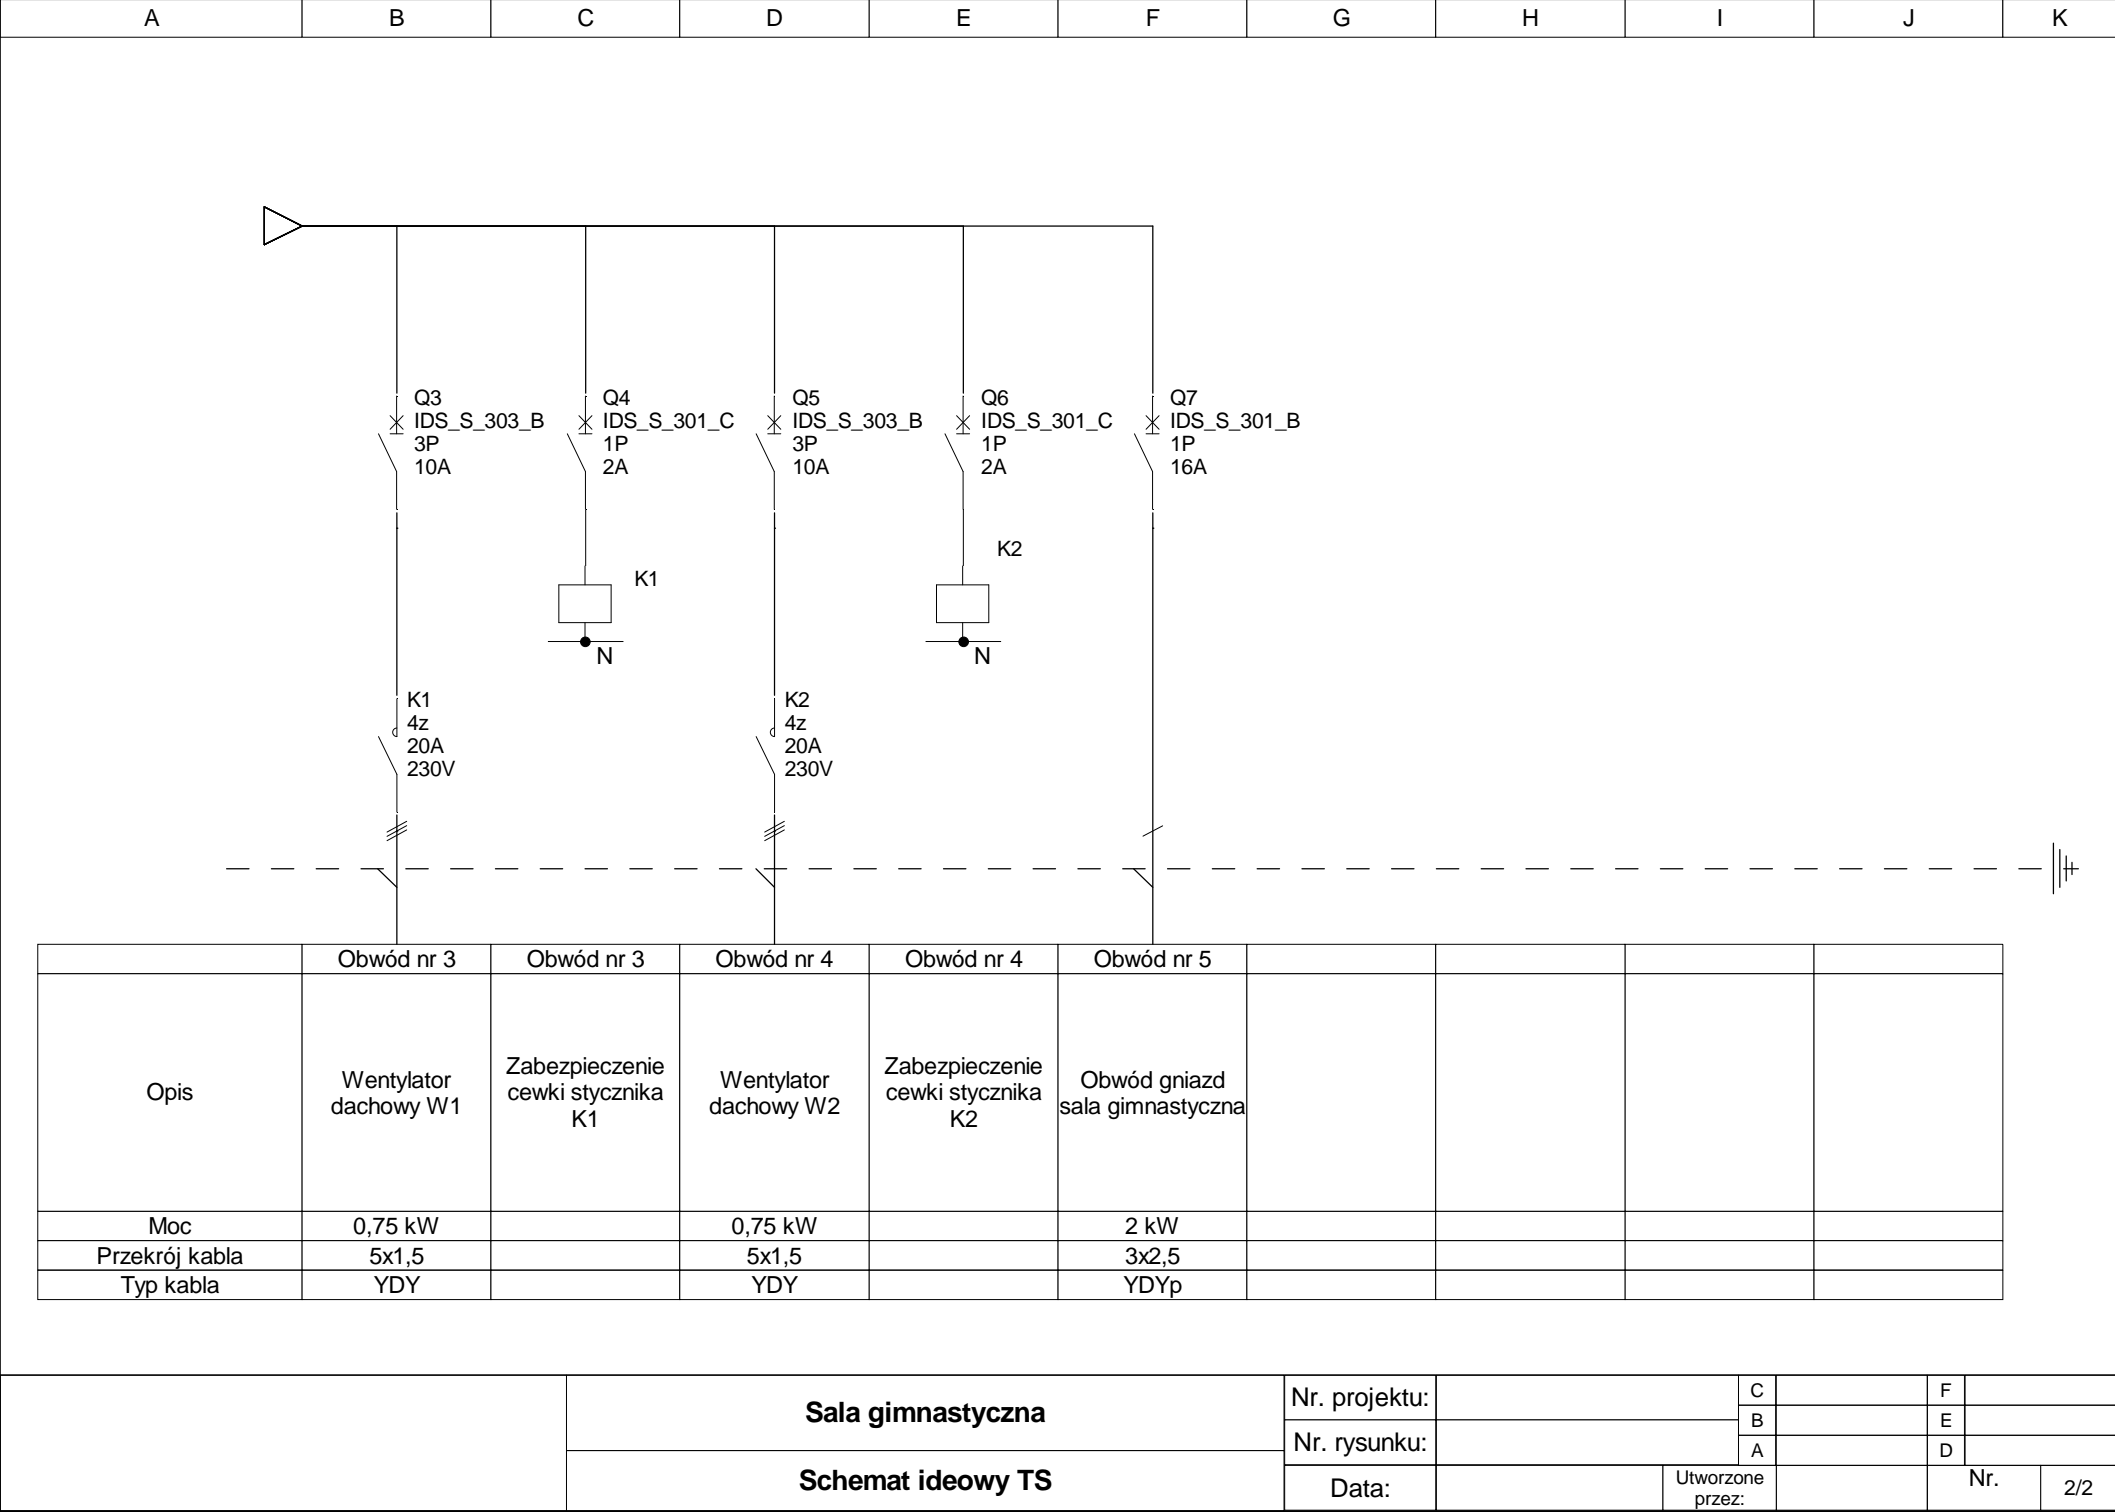 A B C D E F G H I J K
Q3 Q4 Q5 Q6 Q7
IDS_S_303_B IDS_S_301_C IDS_S_303_B IDS_S_301_C IDS_S_301_B
3P 1P 3P 1P 1P
10A 2A 10A 2A 16A
K2
K1
N N
K1 K2
4z 4z
20A 20A
230V 230V
Obwód nr 3 Obwód nr 3 Obwód nr 4 Obwód nr 4 Obwód nr 5
Opis
Wentylator
dachowy W1
Zabezpieczenie
cewki stycznika
K1
Wentylator
dachowy W2
Zabezpieczenie
cewki stycznika
K2
Obwód gniazd
sala gimnastyczna
Moc 0,75 kW 0,75 kW 2 kW
Przekrój kabla 5x1,5 5x1,5 3x2,5
Typ kabla YDY YDY YDYp
Sala gimnastyczna
Schemat ideowy TS
Nr. projektu:
Nr. rysunku:
Data:
C F
B E
A D
Utworzone
przez:
Nr. 2/2